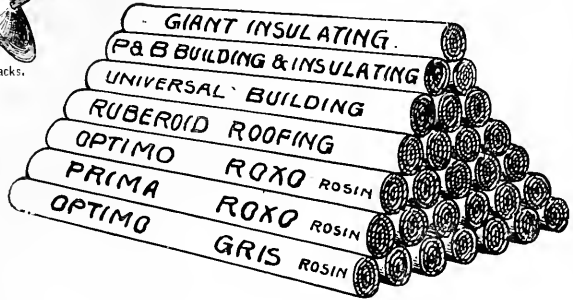 acks.
GIANT INSULATING.
P&B BUILDING & INSULATING
UNIVERSAL BUILDING
RUBEROID ROOFING
OPTIMO ROXO ROSIN
PRIMA ROXO ROSIN
OPTIMO GRIS ROSIN